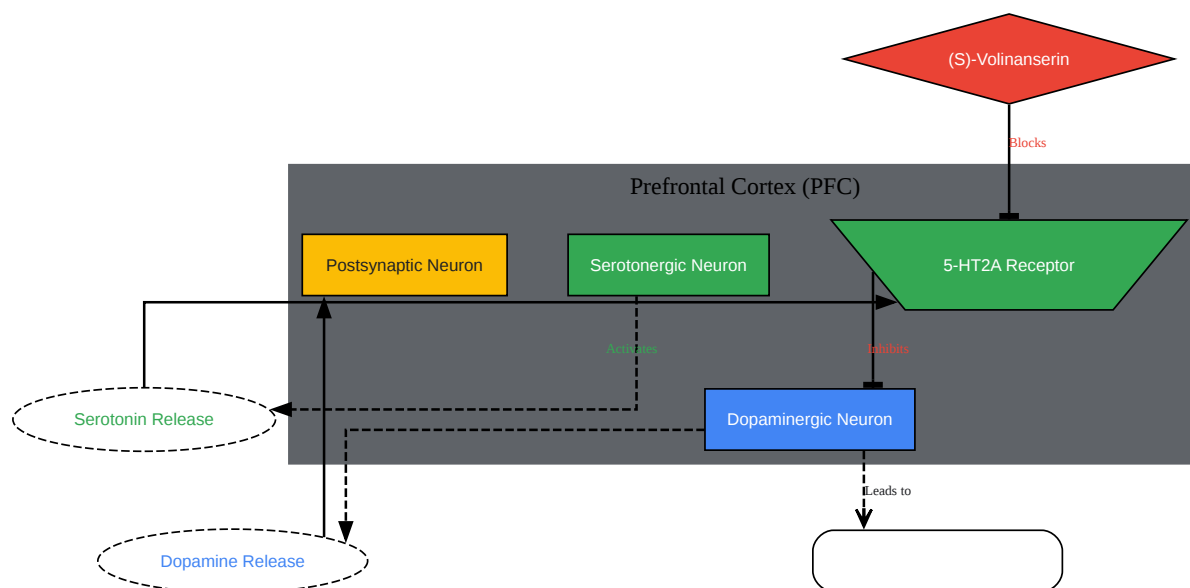 (S)-Volinanserin
Blocks
Prefrontal Cortex (PFC)
Postsynaptic Neuron
Serotonergic Neuron
5-HT2A Receptor
Activates
Inhibits
Serotonin Release
Dopaminergic Neuron
Leads to
Dopamine Release